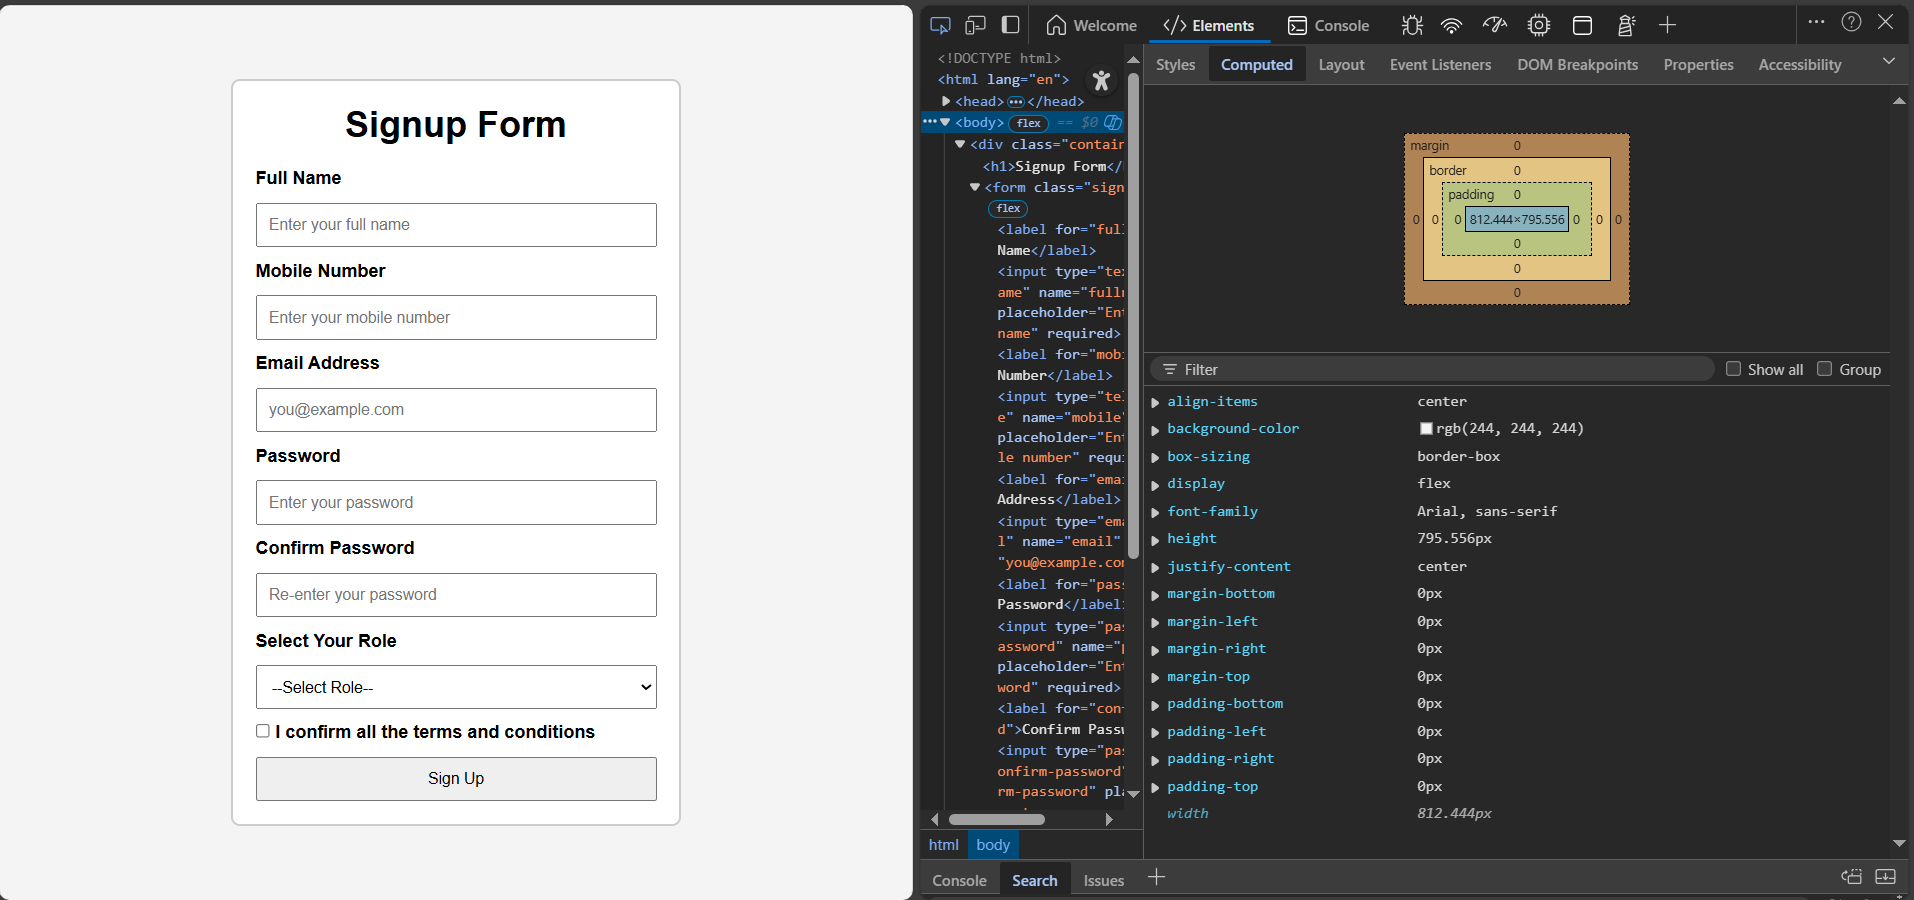 Signup Form
Full Name
Enter your full name
Mobile Number
Enter your mobile number
Email Address
you@example.com
Password
Enter your password
Confirm Password
Re-enter your password
Select Your Role
--Select Role--
I confirm all the terms and conditions
Sign Up
Welcome
</> Elements
Console
<!DOCTYPE html>
<html lang="en">
<head> ••• </head>
••• <body> flex == $0
<div class="contain
<h1>Signup Form</
<form class="sign
flex
<label for="ful
Name</label>
<input type="te
ame" name="full
placeholder="Ent
name" required>
<label for="mob
Number</label>
<input type="te
e" name="mobile"
placeholder="Ent
le number" requi
<label for="ema
Address</label>
<input type="em
l" name="email"
"you@example.co
<label for="pas
Password</label
<input type="pas
assword" name="p
placeholder="Ent
word" required>
<label for="con
d">Confirm Passw
<input type="pas
onfirm-password"
rm-password" pla
html body
Styles Computed Layout Event Listeners DOM Breakpoints Properties Accessibility
margin 0
border 0
padding 0
0 0 0 812.444×795.556 0 0 0
0
0
0
Filter Show all Group
align-items center
background-color rgb(244, 244, 244)
box-sizing border-box
display flex
font-family Arial, sans-serif
height 795.556px
justify-content center
margin-bottom 0px
margin-left 0px
margin-right 0px
margin-top 0px
padding-bottom 0px
padding-left 0px
padding-right 0px
padding-top 0px
width 812.444px
Console Search Issues